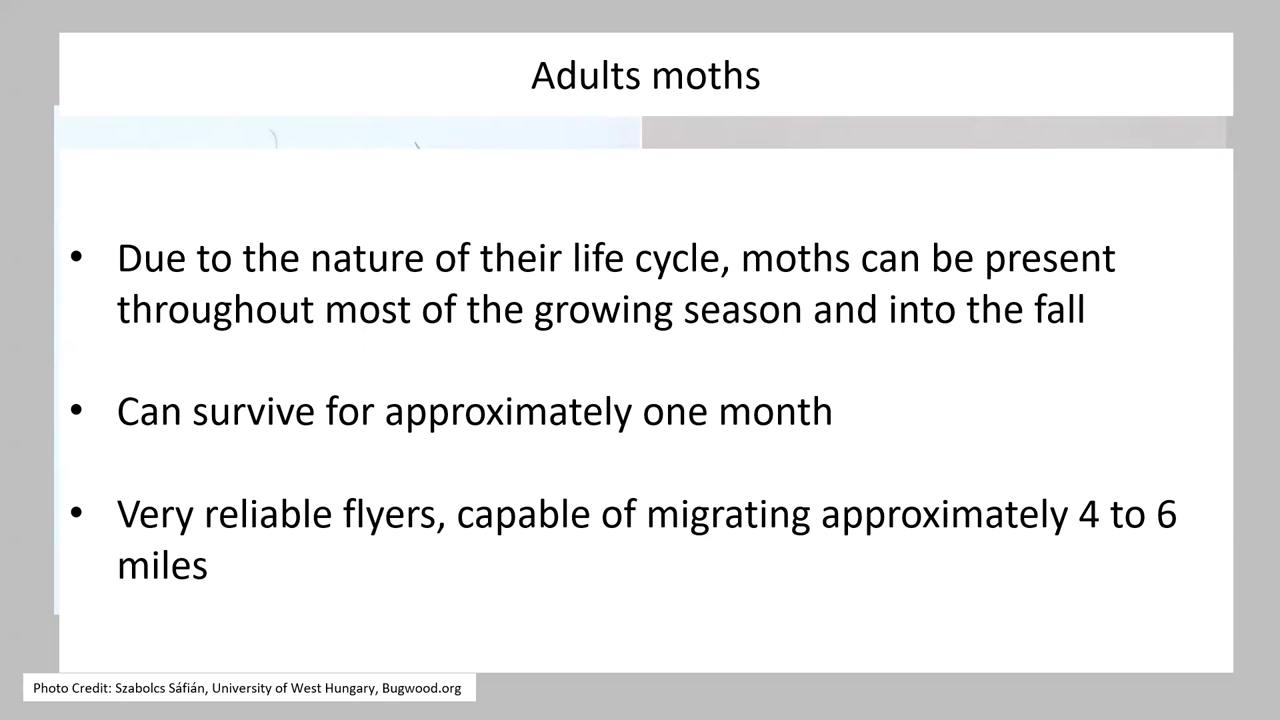 Adults moths
• Due to the nature of their life cycle, moths can be present
throughout most of the growing season and into the fall
• Can survive for approximately one month
• Very reliable flyers, capable of migrating approximately 4 to 6
miles
Photo Credit: Szabolcs Sáfián, University of West Hungary, Bugwood.org